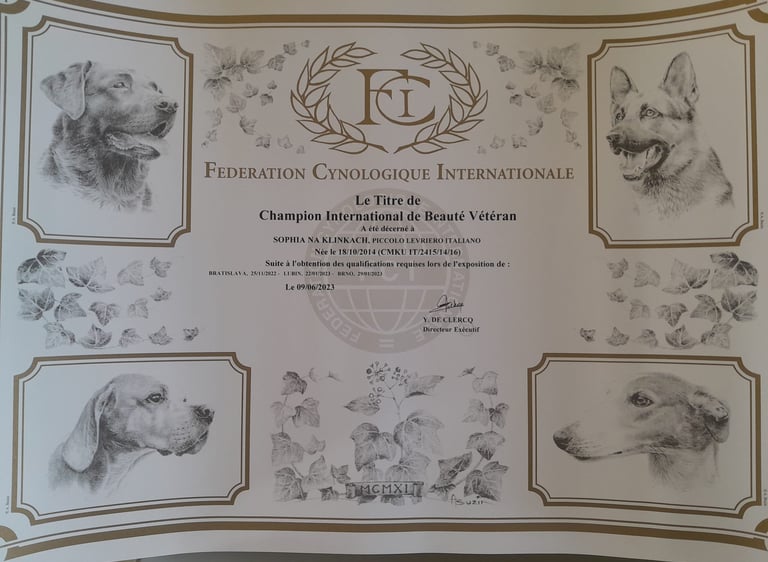 FCI
FEDERATION CYNOLOGIQUE INTERNATIONALE
Le Titre de
Champion International de Beauté Vétéran
A été décerné à
SOPHIA NA KLINKACH, PICCOLO LEVRIERO ITALIANO
Née le 18/10/2014 (CMKU IT/2415/14/16)
Suite à l'obtention des qualifications requises lors de l'exposition de :
BRATISLAVA, 25/11/2022 - LUBIN, 22/01/2023 - BRNO, 29/01/2023
Le 09/06/2023
Y. DE CLERCQ
Directeur Exécutif
MCMXI